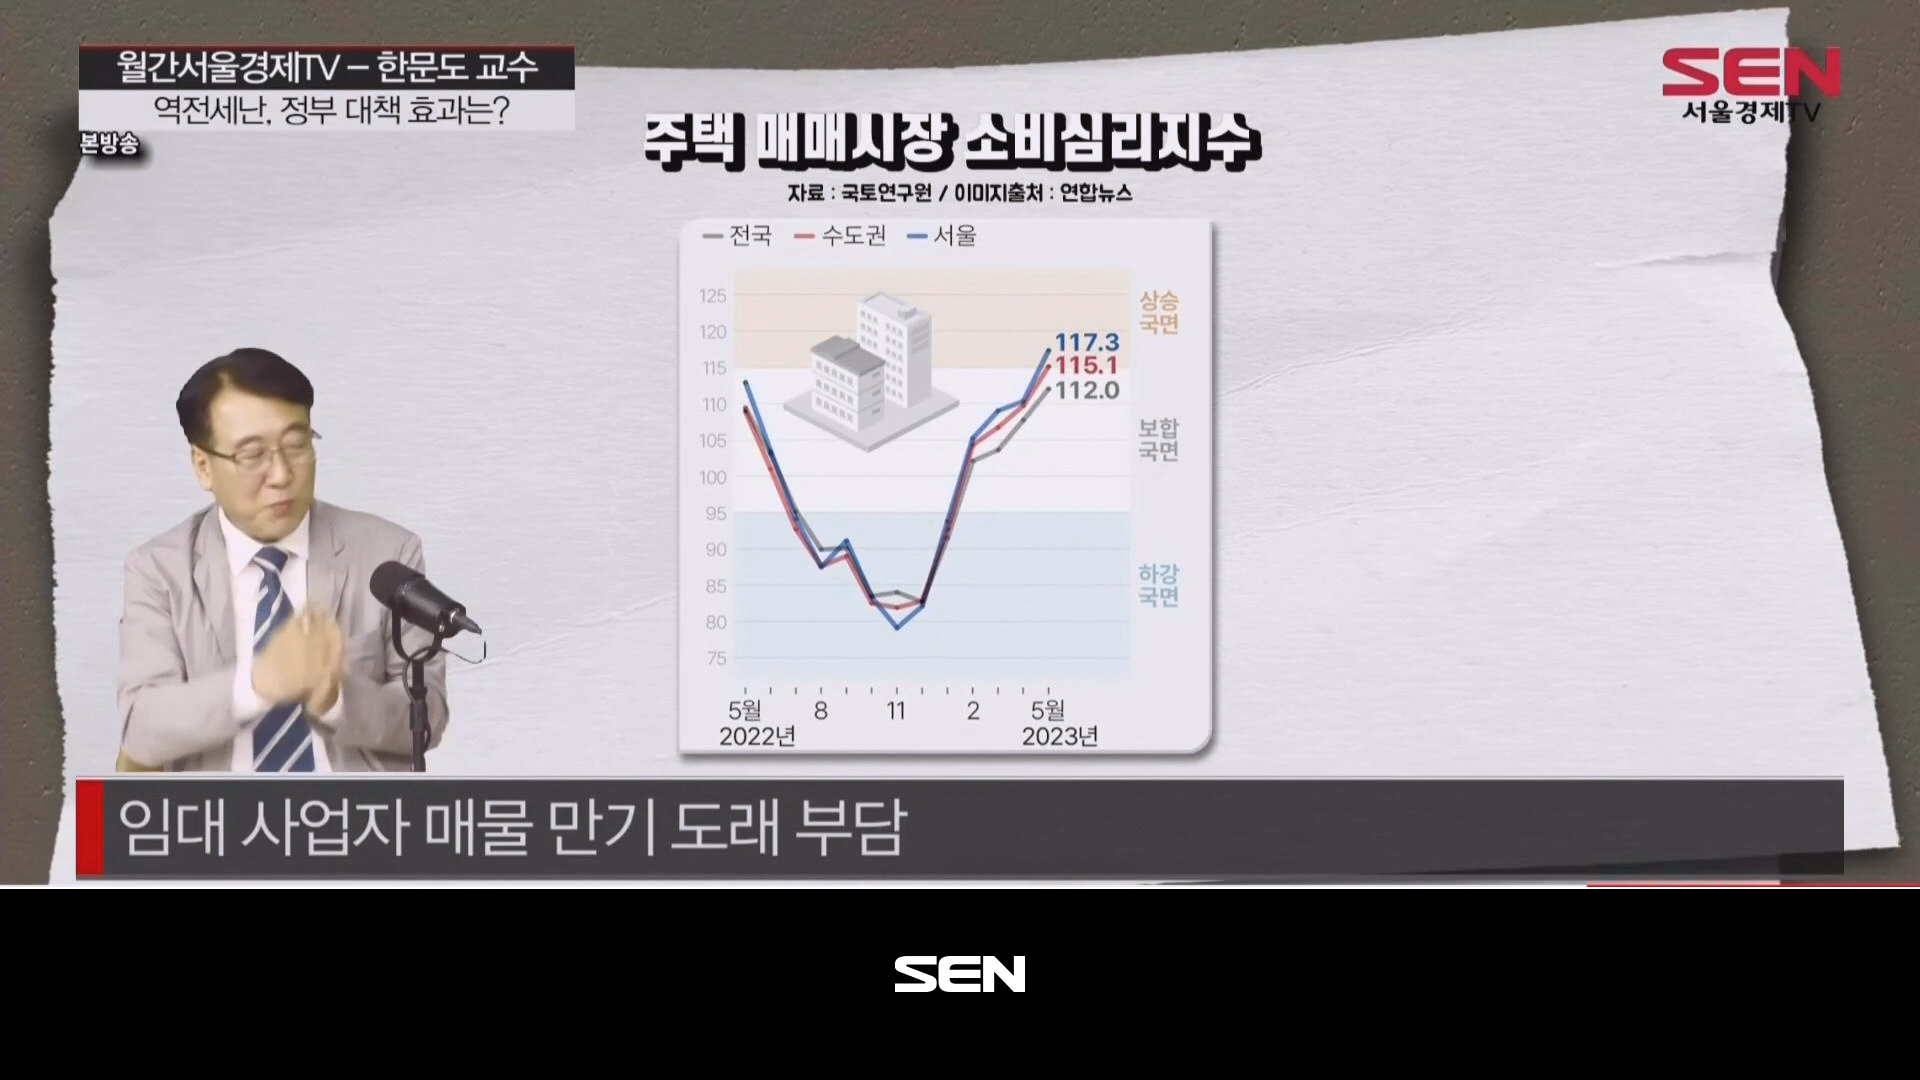 월간서울경제TV – 한문도 교수
역전세난, 정부 대책 효과는?
본방송
SEN
서울경제TV
주택 매매시장 소비심리지수
자료 : 국토연구원 / 이미지출처 : 연합뉴스
전국 수도권 서울
125
120
115
110
105
100
95
90
85
80
75
상승
국면
보합
국면
하강
국면
117.3
115.1
112.0
5월 8 11 2 5월
2022년 2023년
임대 사업자 매물 만기 도래 부담
SEN